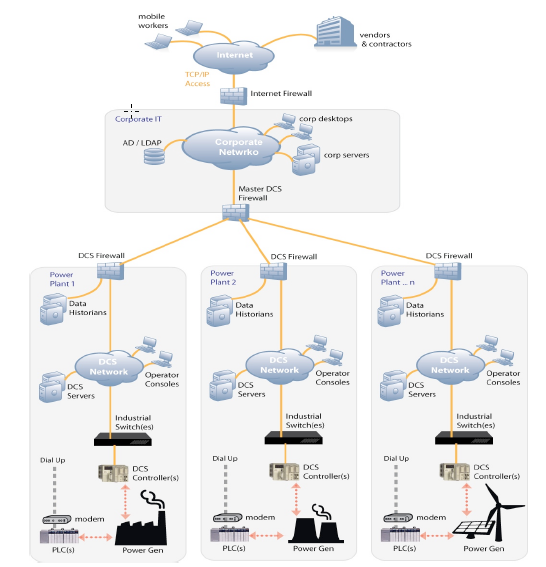 mobile
workers
vendors
& contractors
Internet
TCP/IP
Access
Internet Firewall
Corporate IT
corp desktops
AD / LDAP
Corporate
Netwrko
corp servers
Master DCS
Firewall
DCS Firewall
DCS Firewall
DCS Firewall
Power
Plant 1
Data
Historians
DCS
Network
Operator
Consoles
DCS
Servers
Industrial
Switch(es)
Dial Up
DCS
Controller(s)
modem
PLC(s)
Power Gen
Power
Plant 2
Data
Historians
DCS
Network
Operator
Consoles
DCS
Servers
Industrial
Switch(es)
Dial Up
DCS
Controller(s)
modem
PLC(s)
Power Gen
Power
Plant ... n
Data
Historians
DCS
Network
Operator
Consoles
DCS
Servers
Industrial
Switch(es)
Dial Up
DCS
Controller(s)
modem
PLC(s)
Power Gen